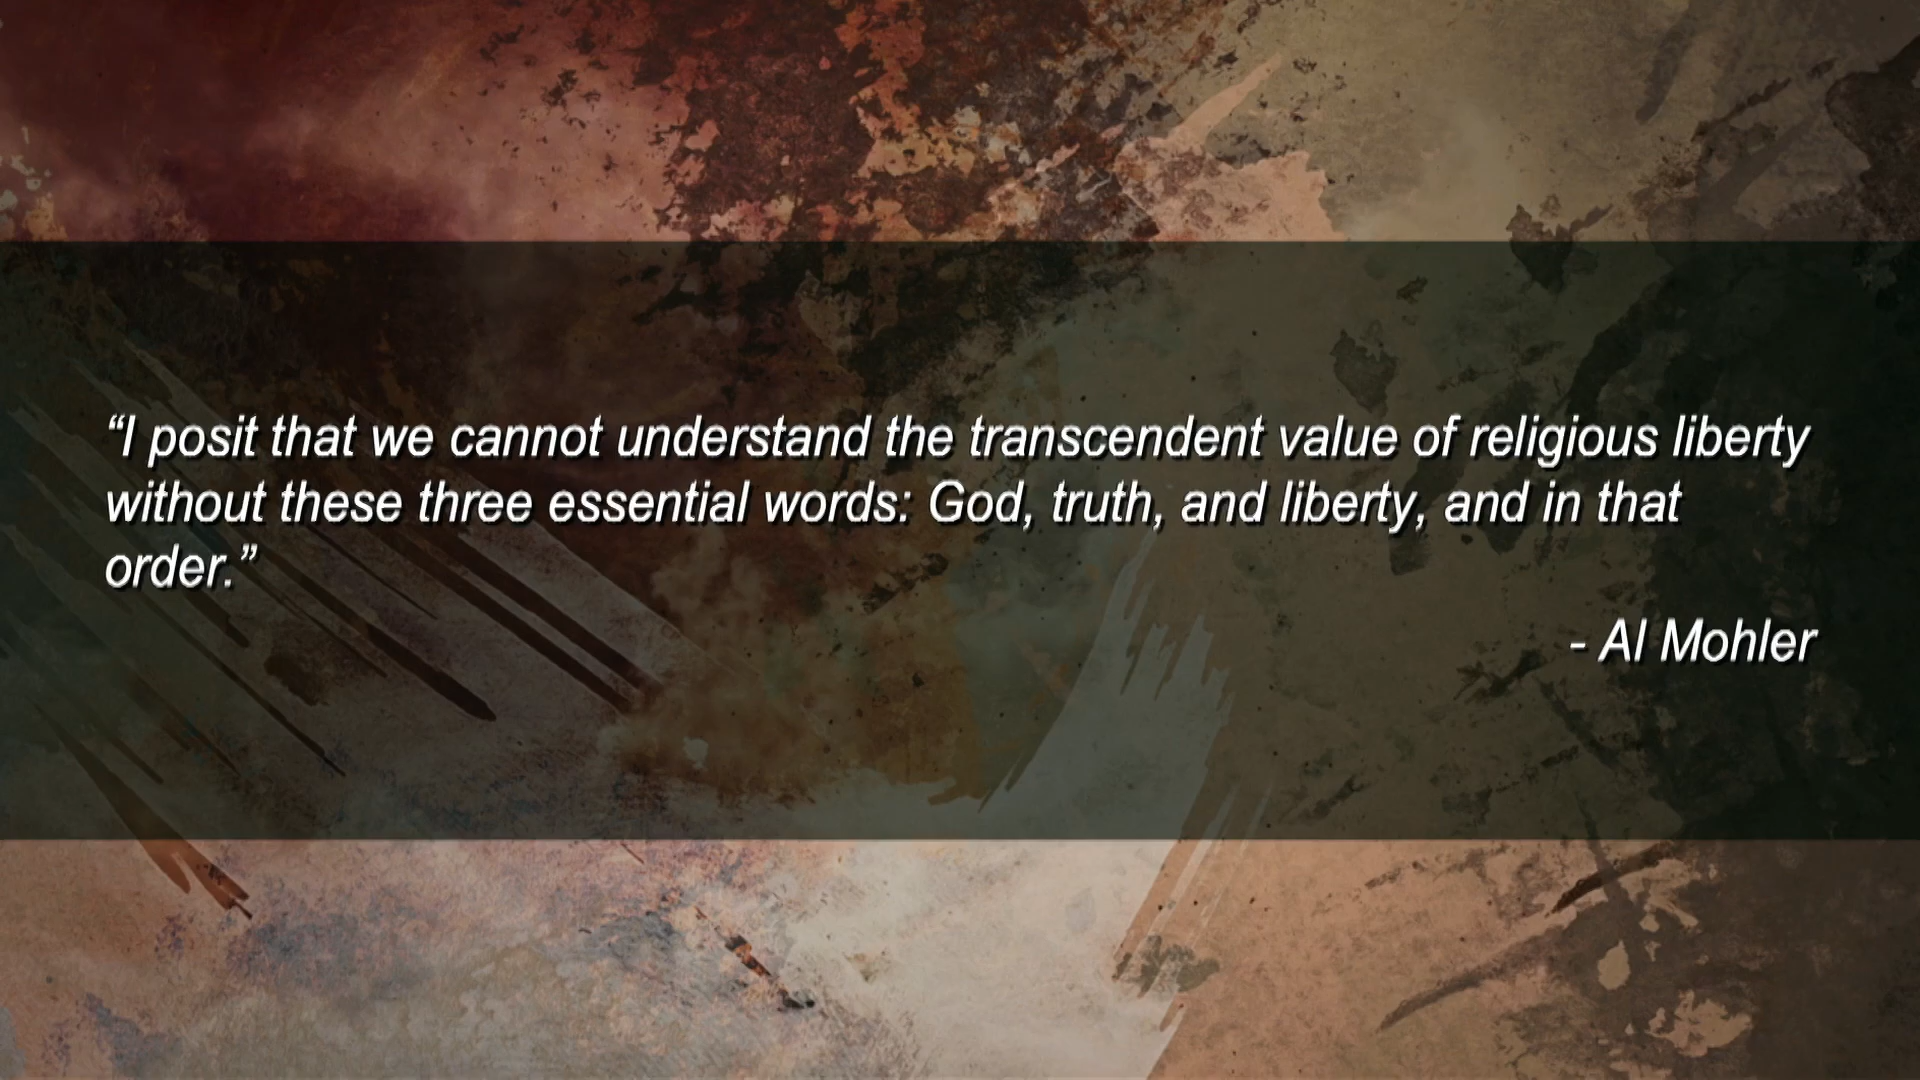 “I posit that we cannot understand the transcendent value of religious liberty
without these three essential words: God, truth, and liberty, and in that
order.”
- Al Mohler